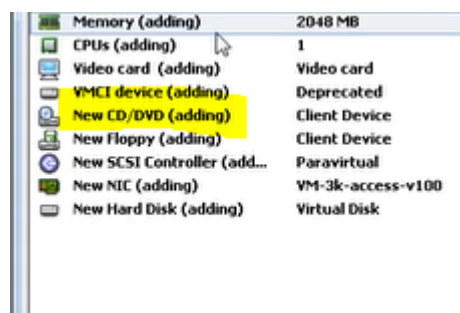 Memory (adding) 2048 MB
CPUs (adding) 1
Video card (adding) Video card
VMCI device (adding) Deprecated
New CD/DVD (adding) Client Device
New Floppy (adding) Client Device
New SCSI Controller (add... Paravirtual
New NIC (adding) VM-3k-access-v100
New Hard Disk (adding) Virtual Disk